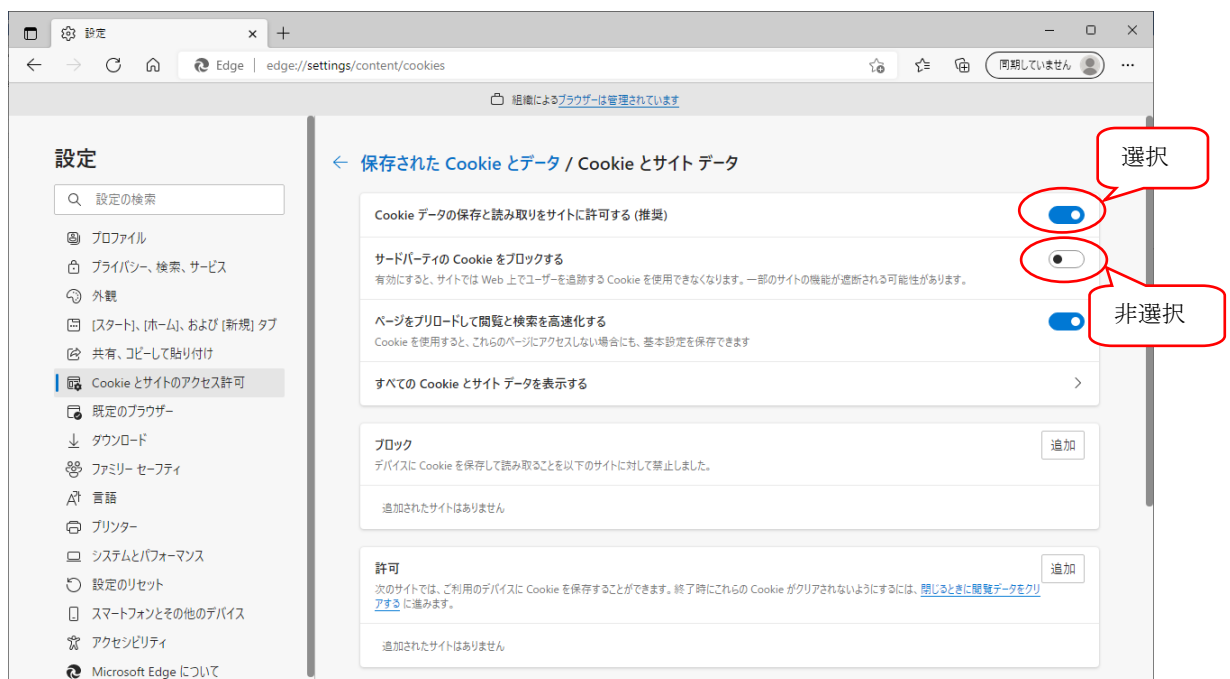 設定
Edge | edge://settings/content/cookies
同期していません
組織によるブラウザーは管理されています
設定
設定の検索
プロファイル
プライバシー、検索、サービス
外観
[スタート]、[ホーム]、および [新規] タブ
共有、コピーして貼り付け
Cookie とサイトのアクセス許可
既定のブラウザー
ダウンロード
ファミリー セーフティ
言語
プリンター
システムとパフォーマンス
設定のリセット
スマートフォンとその他のデバイス
アクセシビリティ
Microsoft Edge について
保存された Cookie とデータ / Cookie とサイト データ
選択
Cookie データの保存と読み取りをサイトに許可する (推奨)
サードパーティの Cookie をブロックする
有効にすると、サイトでは Web 上でユーザーを追跡する Cookie を使用できなくなります。一部のサイトの機能が遮断される可能性があります。
非選択
ページをプリロードして閲覧と検索を高速化する
Cookie を使用すると、これらのページにアクセスしない場合にも、基本設定を保存できます
すべての Cookie とサイト データを表示する
ブロック
追加
デバイスに Cookie を保存して読み取ることを以下のサイトに対して禁止しました。
追加されたサイトはありません
許可
追加
次のサイトでは、ご利用のデバイスに Cookie を保存することができます。終了時にこれらの Cookie がクリアされないようにするには、閉じるときに閲覧データをクリ
アする に進みます。
追加されたサイトはありません